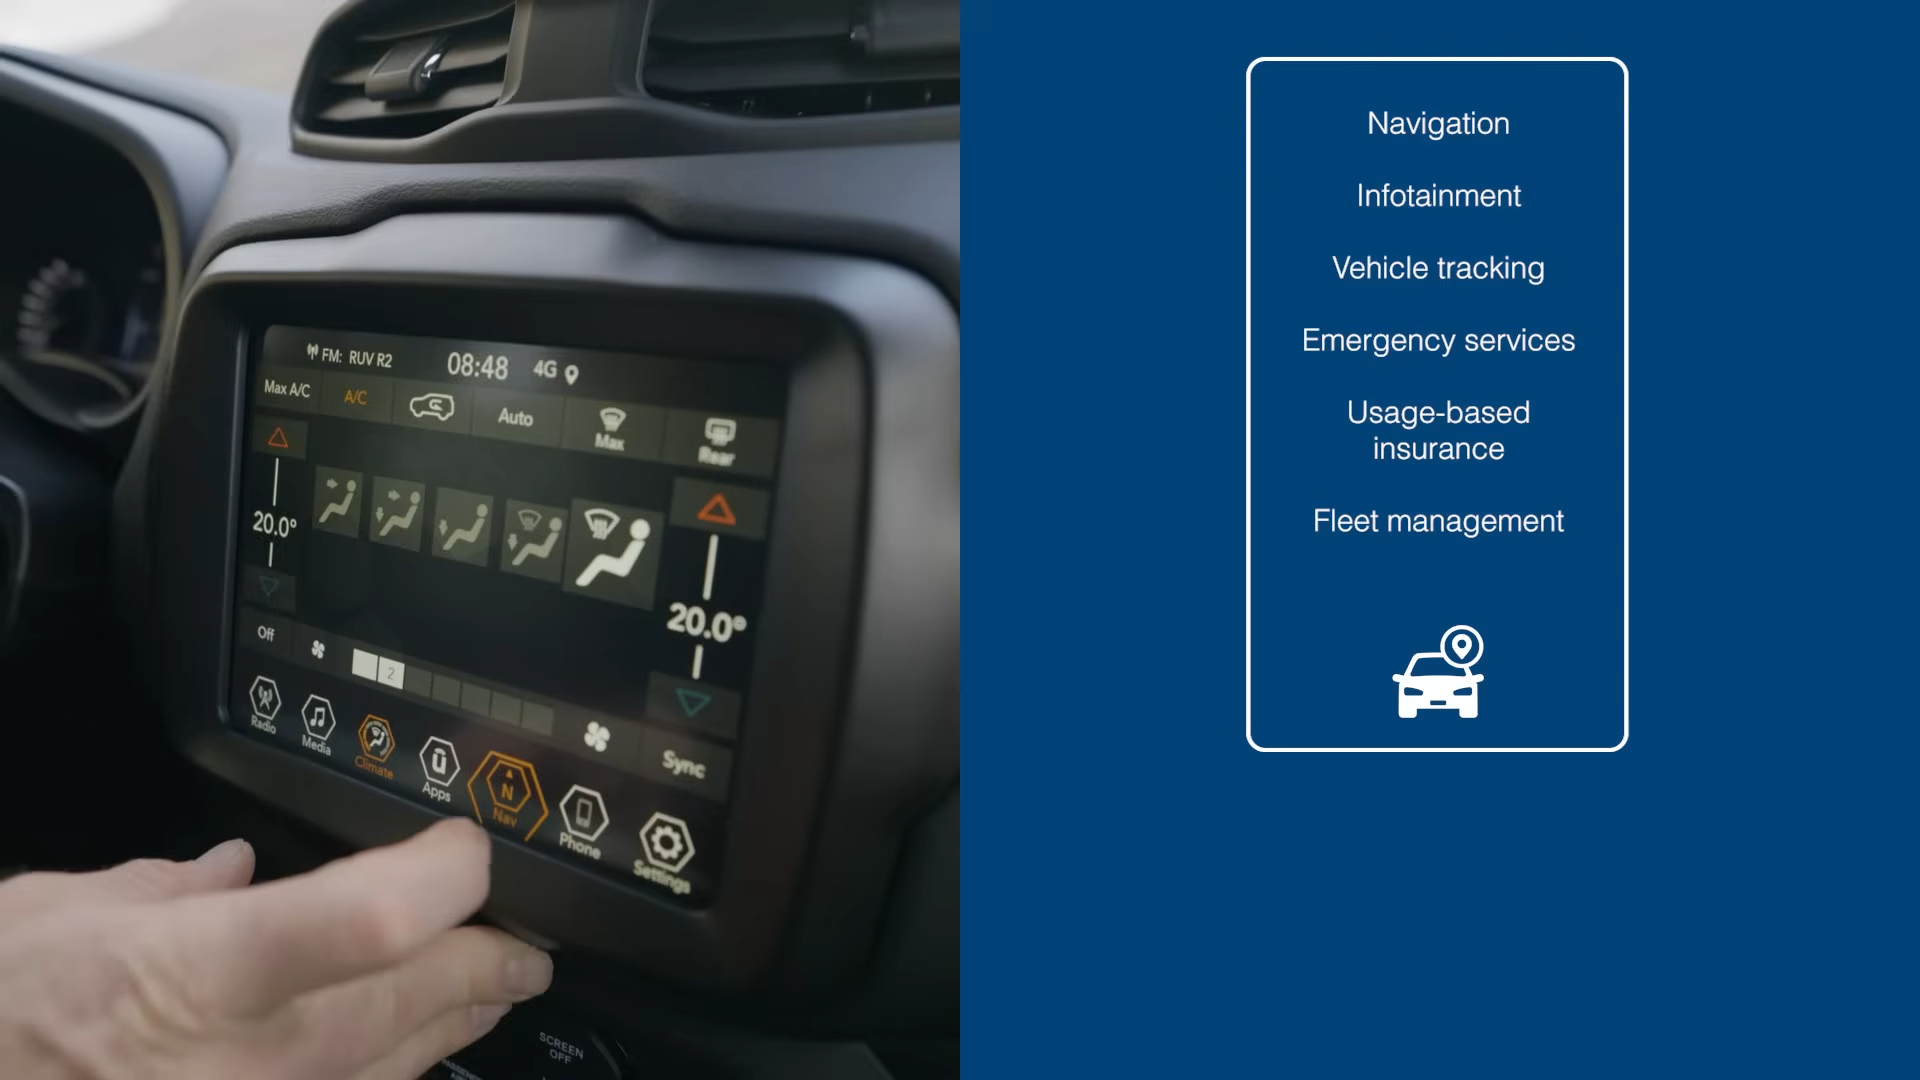 FM: RUV R2
08:48
4G
Max A/C
A/C
Auto
Max
Rear
20.0°
20.0°
Off
2
Sync
Radio
Media
Climate
Apps
N
Nav
Phone
Settings
SCREEN
OFF
Navigation
Infotainment
Vehicle tracking
Emergency services
Usage-based
insurance
Fleet management